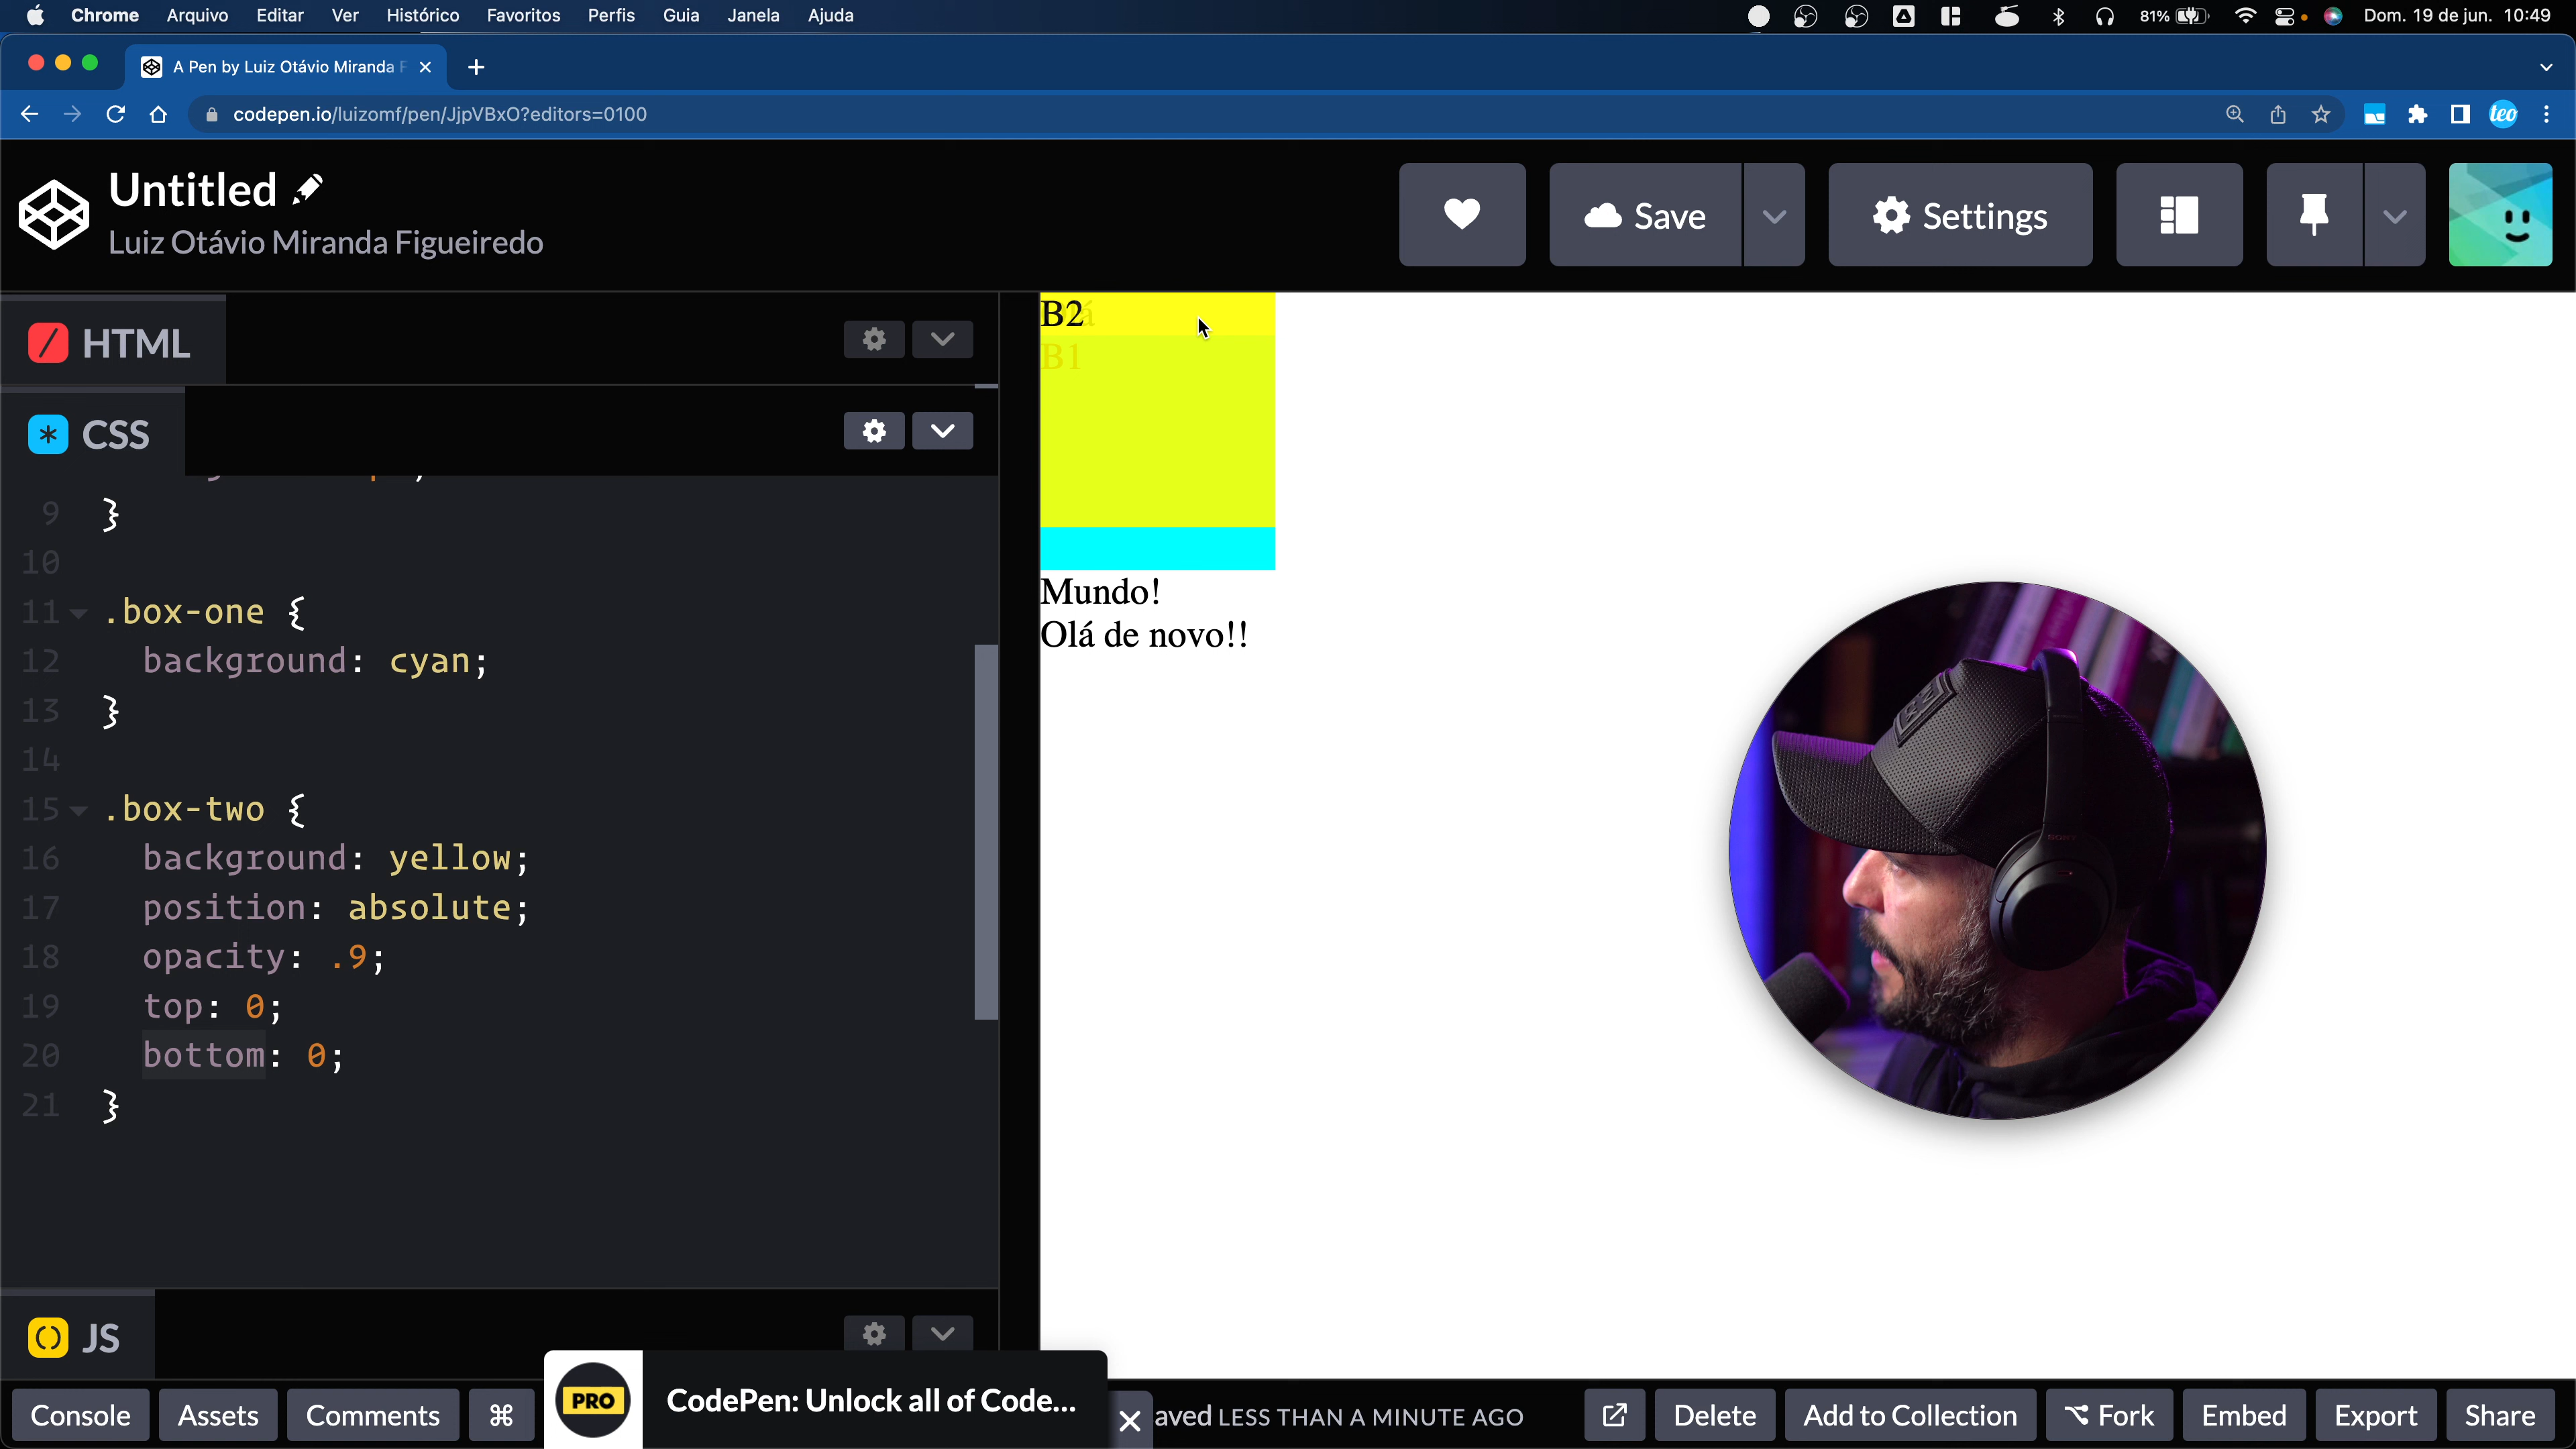 Chrome Arquivo Editar Ver Histórico Favoritos Perfis Guia Janela Ajuda 81% Dom. 19 de jun. 10:49
A Pen by Luiz Otávio Miranda F
codepen.io/luizomf/pen/JjpVBxO?editors=0100 teo
Untitled
Luiz Otávio Miranda Figueiredo
Save Settings
HTML
CSS
9 }
10
11 .box-one {
12 background: cyan;
13 }
14
15 .box-two {
16 background: yellow;
17 position: absolute;
18 opacity: .9;
19 top: 0;
20 bottom: 0;
21 }
B2
B1
Mundo!
Olá de novo!!
JS
PRO CodePen: Unlock all of Code...
Console Assets Comments ⌘ aved LESS THAN A MINUTE AGO Delete Add to Collection Fork Embed Export Share